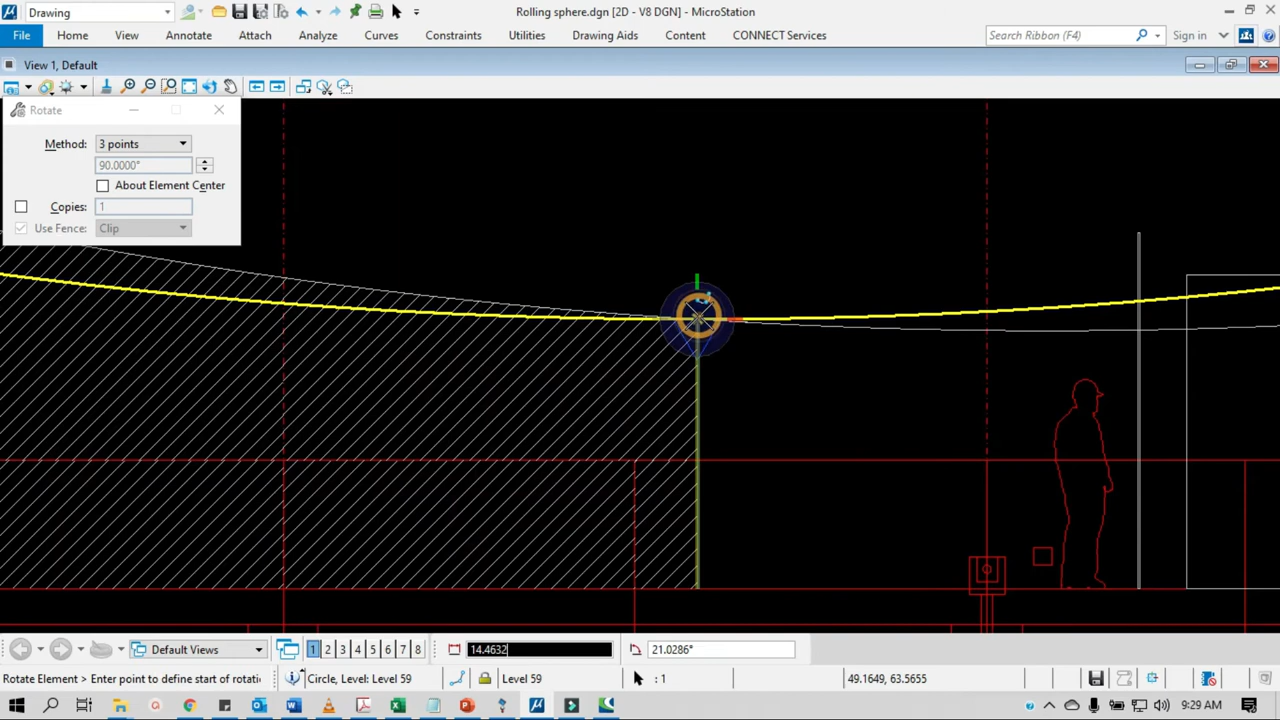 Drawing
Rolling sphere.dgn [2D - V8 DGN] - MicroStation
File Home View Annotate Attach Analyze Curves Constraints Utilities Drawing Aids Content CONNECT Services Search Ribbon (F4) Sign in
View 1, Default
Rotate
Method: 3 points
90.0000°
About Element Center
Copies: 1
Use Fence: Clip
Default Views 1 2 3 4 5 6 7 8 14.4632 21.0286°
Rotate Element > Enter point to define start of rotati Circle, Level: Level 59 Level 59 : 1 49.1649, 63.5655
9:29 AM